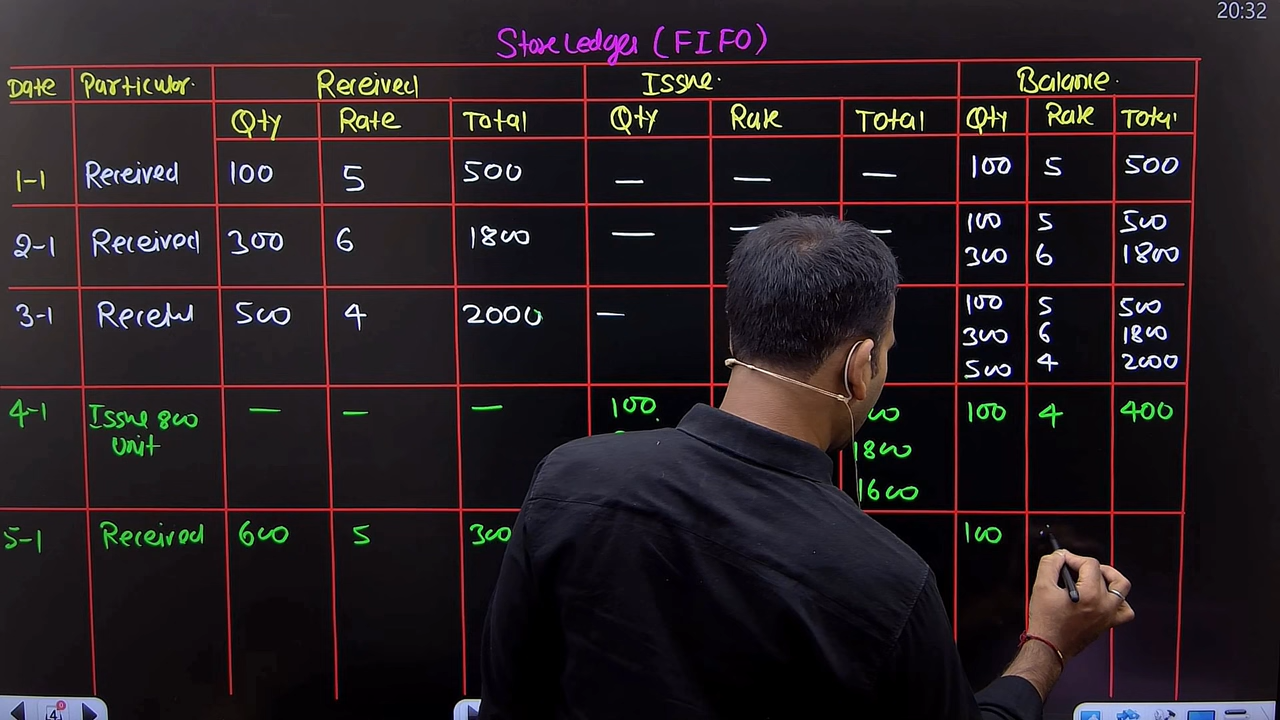 20:32
Store Ledger (FIFO)
Date Particular. Received Issue. Balance.
Qty Rate Total Qty Rate Total Qty Rate Total
1-1 Received 100 5 500 — — — 100 5 500
2-1 Received 300 6 1800 — — — 100 5 500
300 6 1800
3-1 Received 500 4 2000 — 100 5 500
300 6 1800
500 4 2000
4-1 Issue 800 — — — 100 100 4 400
Unit 1800
1600
5-1 Received 600 5 100
4